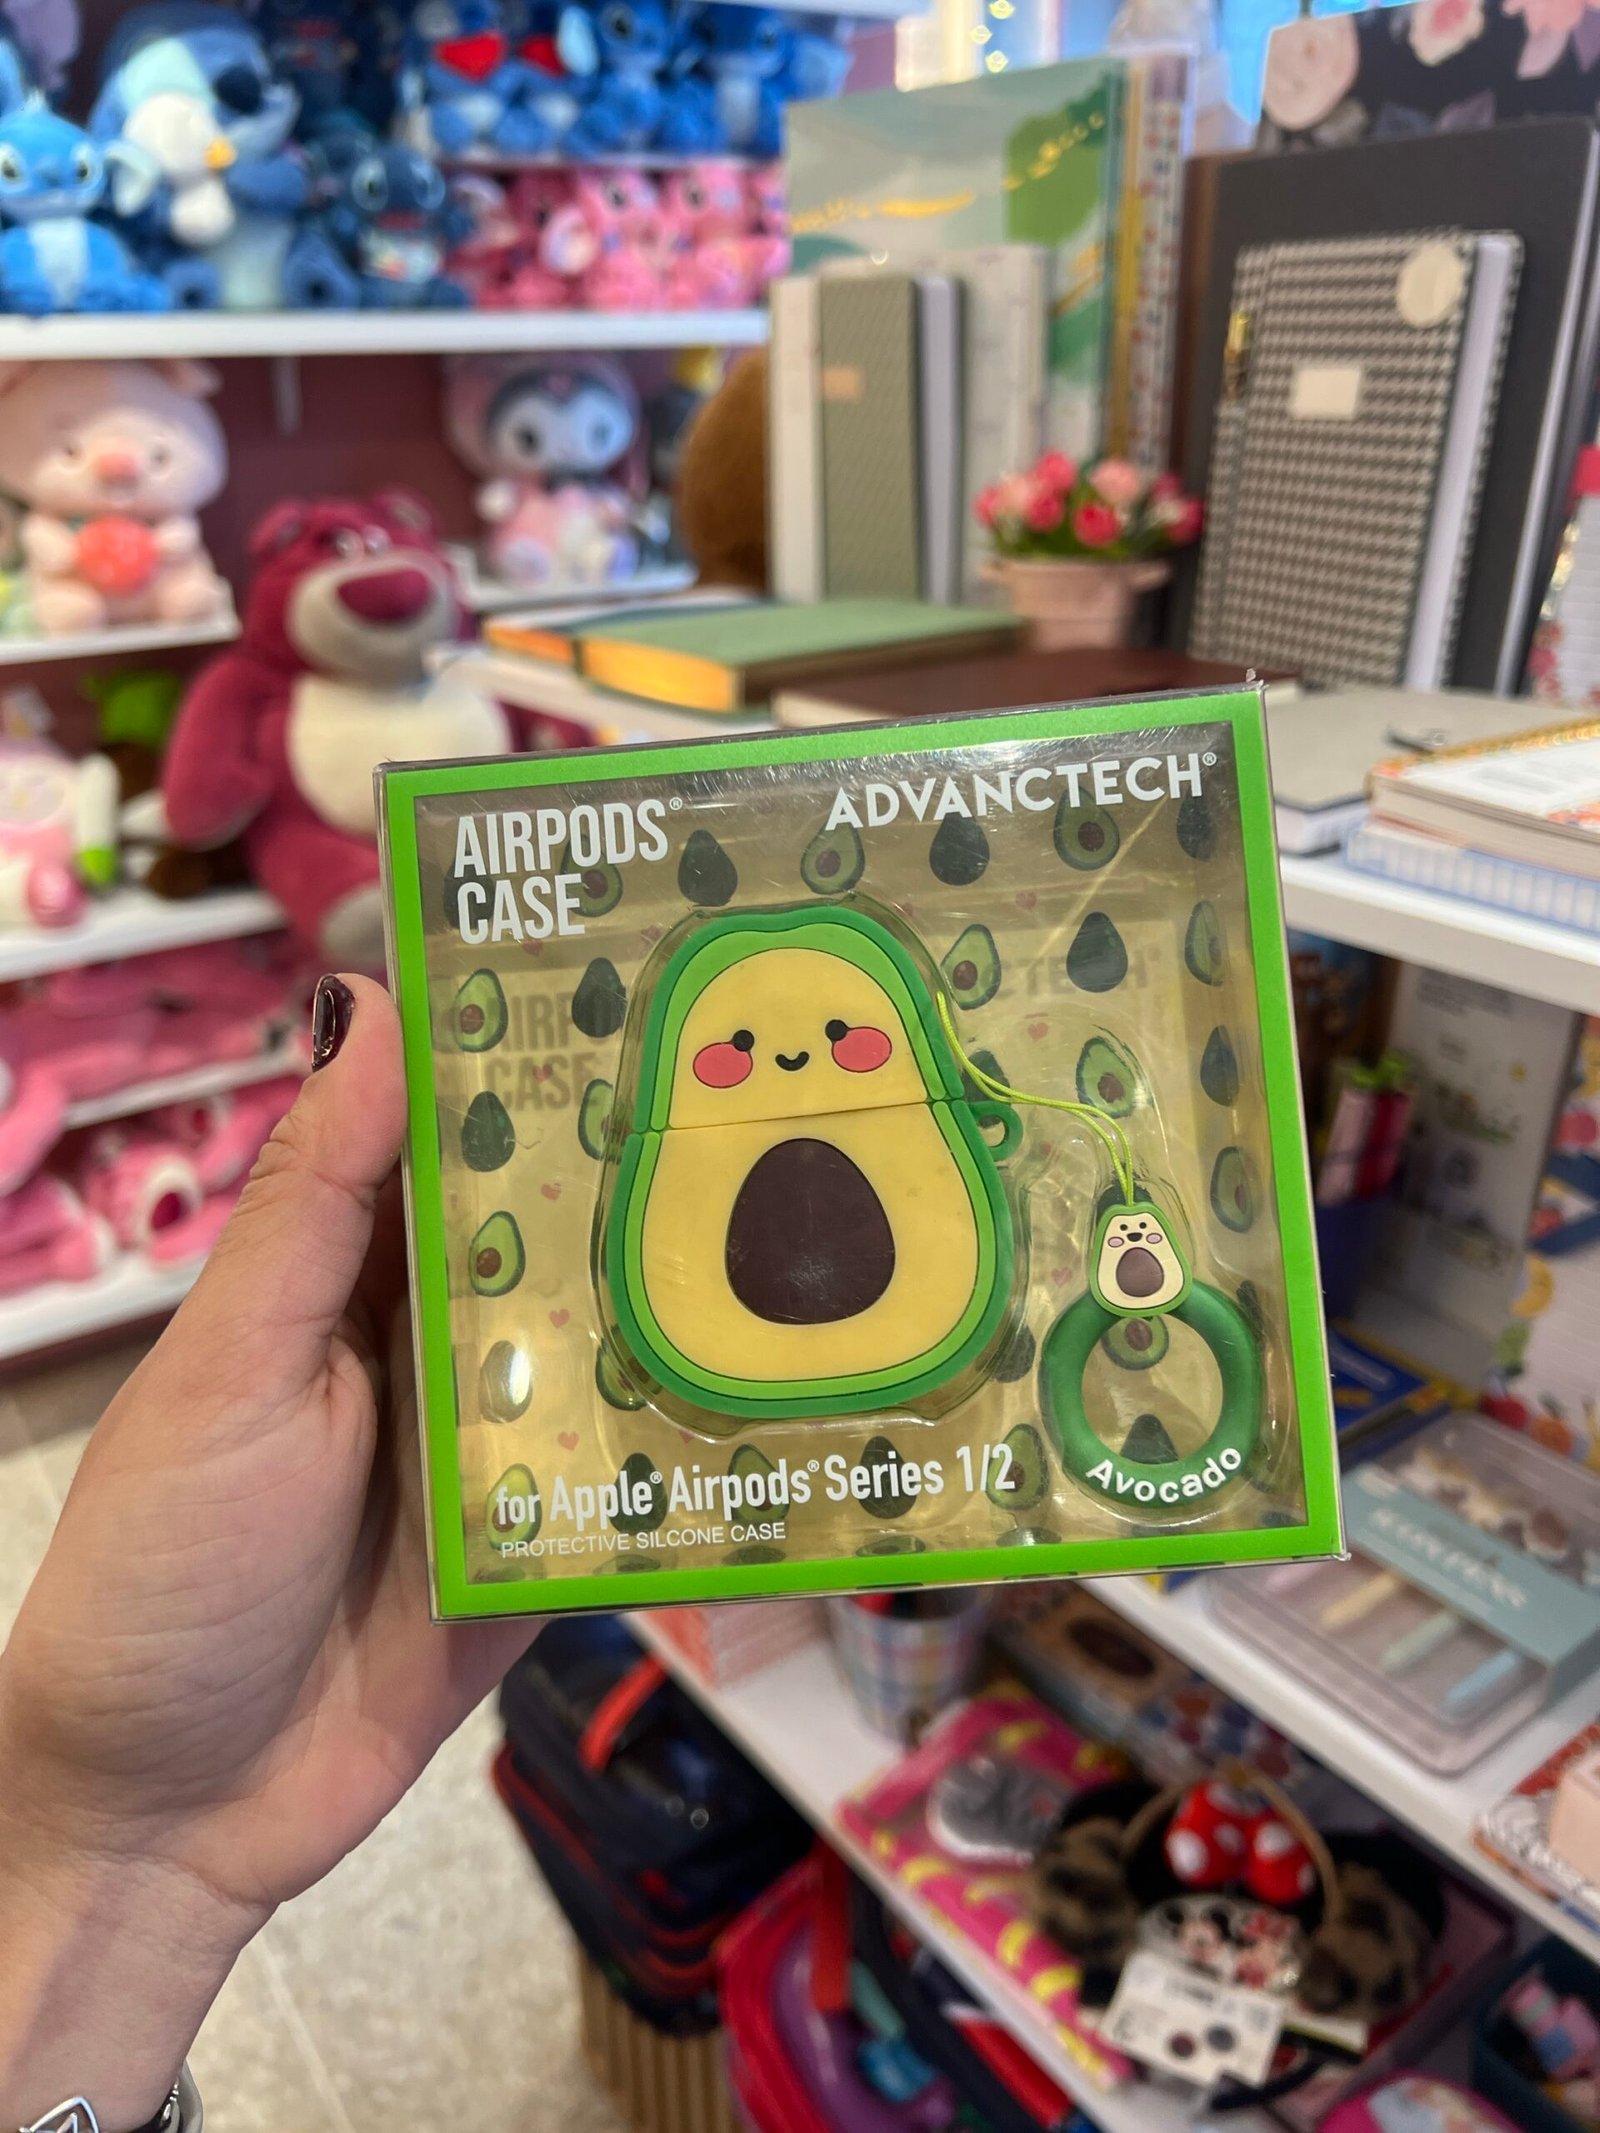 AIRPODS®
CASE
ADVANCTECH®
for Apple® Airpods® Series 1/2
PROTECTIVE SILCONE CASE
Avocado